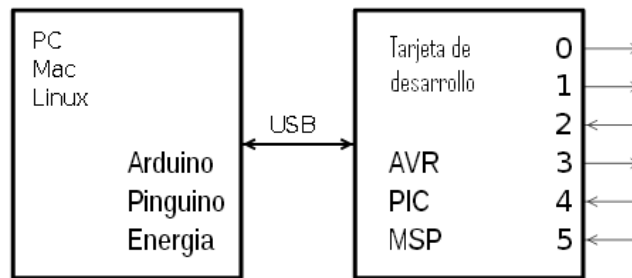 PC
Mac
Linux
Arduino
Pinguino
Energia
USB
Tarjeta de
desarrollo
AVR
PIC
MSP
0
1
2
3
4
5